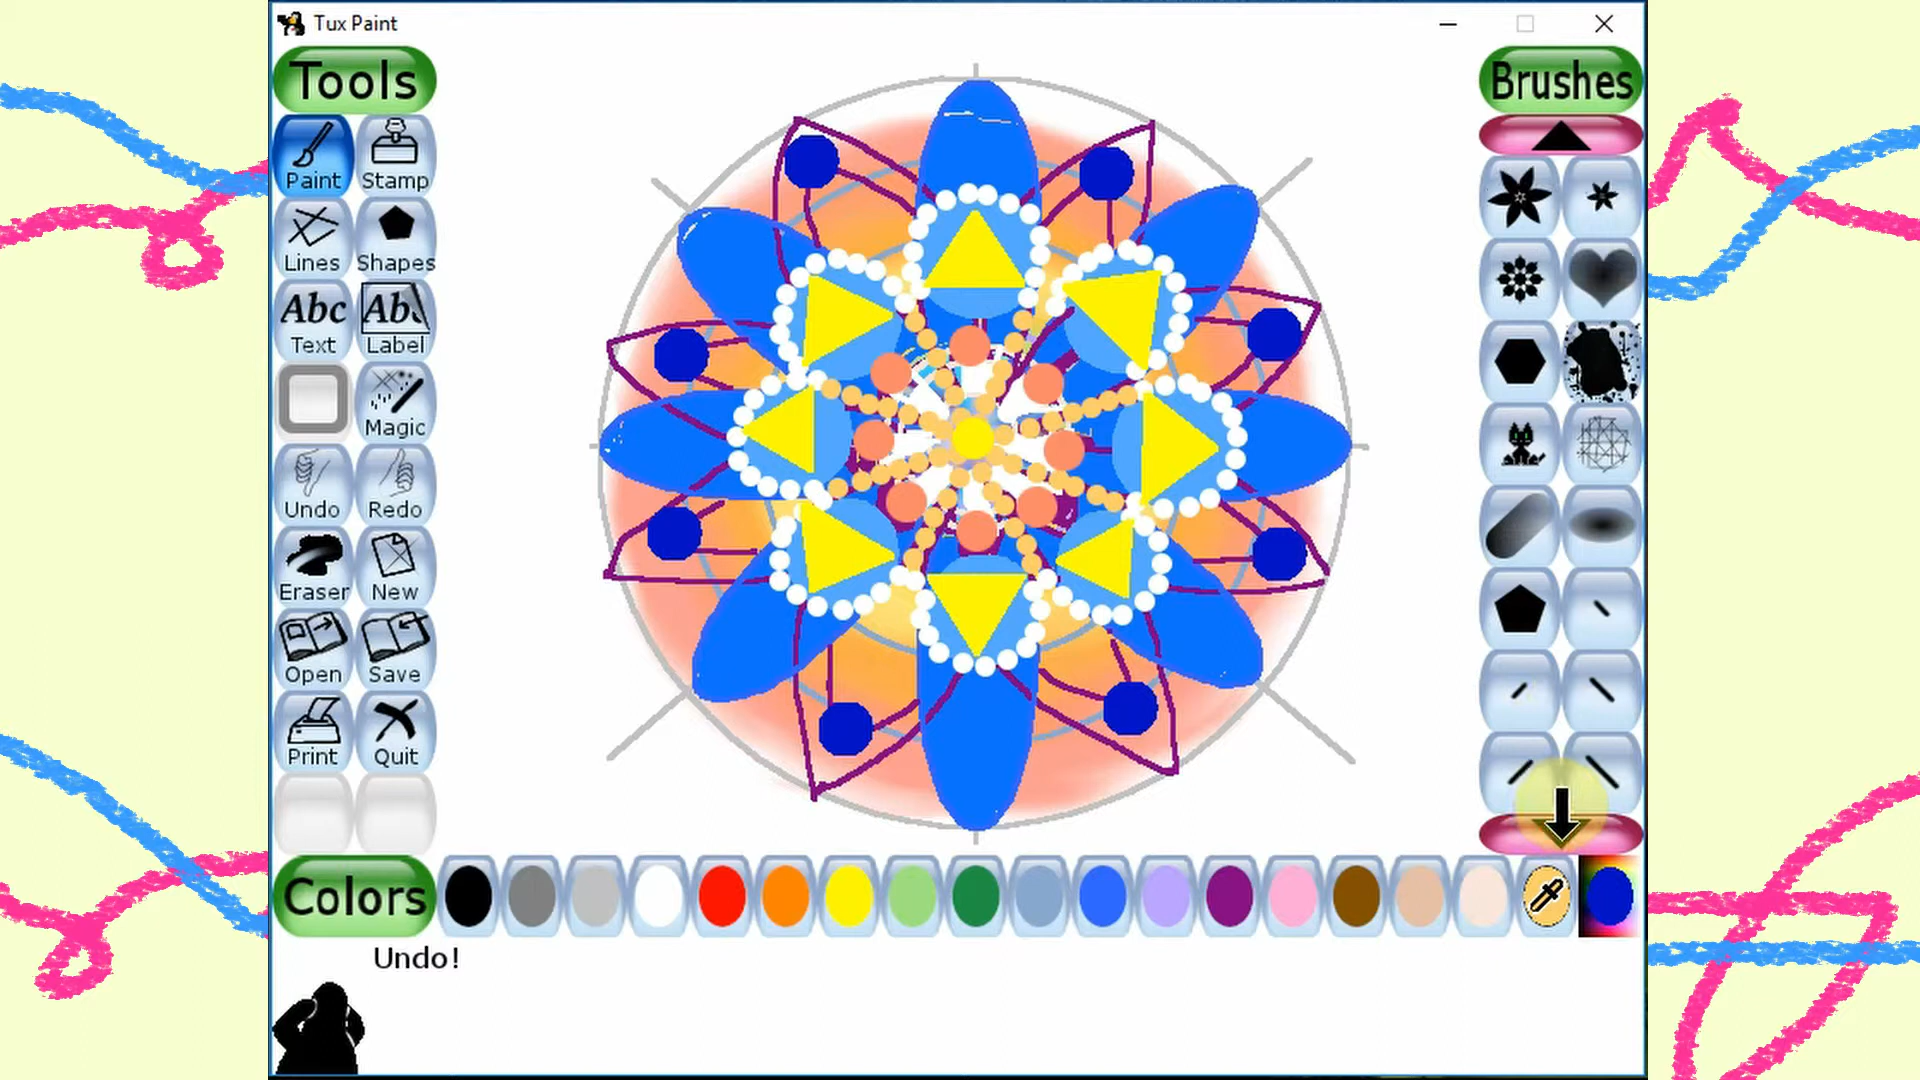 Tux Paint
Tools
Brushes
Paint
Stamp
Lines
Shapes
Abc
Text
Abc
Label
Magic
Undo
Redo
Eraser
New
Open
Save
Print
Quit
Colors
Undo!